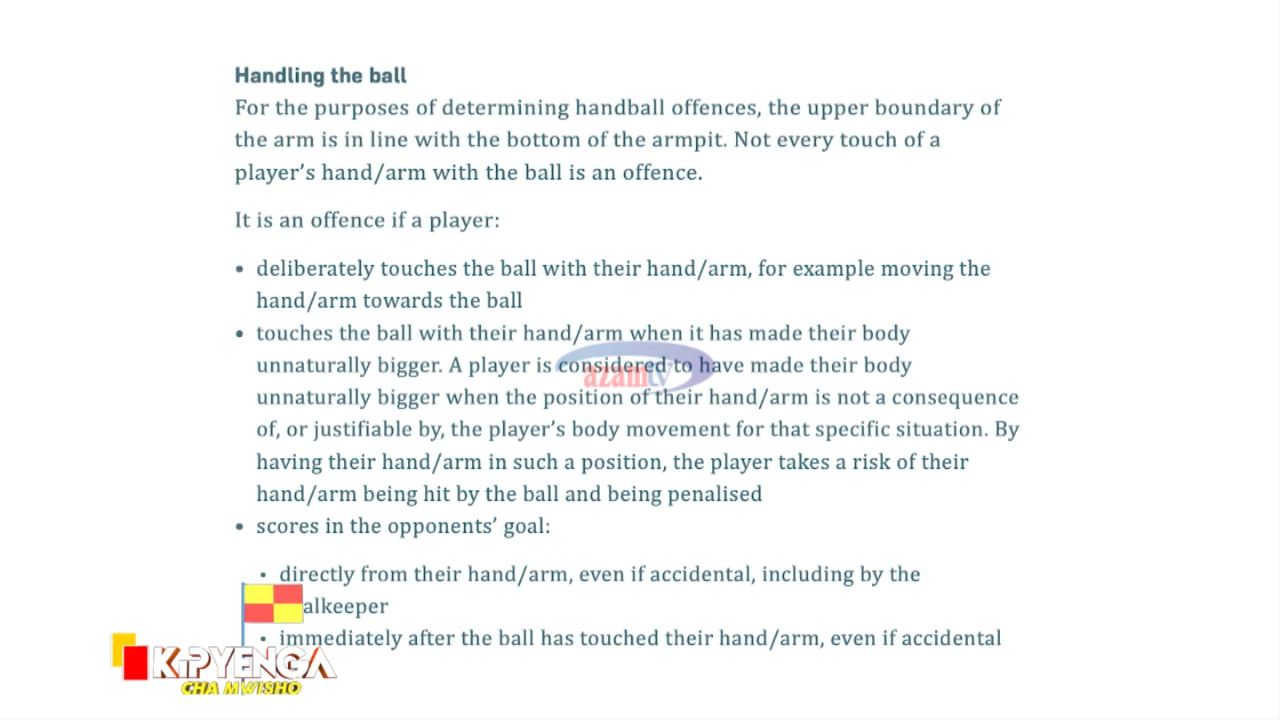 Handling the ball
For the purposes of determining handball offences, the upper boundary of
the arm is in line with the bottom of the armpit. Not every touch of a
player's hand/arm with the ball is an offence.
It is an offence if a player:
• deliberately touches the ball with their hand/arm, for example moving the
hand/arm towards the ball
• touches the ball with their hand/arm when it has made their body
unnaturally bigger. A player is considered to have made their body
unnaturally bigger when the position of their hand/arm is not a consequence
of, or justifiable by, the player's body movement for that specific situation. By
having their hand/arm in such a position, the player takes a risk of their
hand/arm being hit by the ball and being penalised
• scores in the opponents' goal:
• directly from their hand/arm, even if accidental, including by the
alkeeper
• immediately after the ball has touched their hand/arm, even if accidental
azamtv
KIPYENGA
CHA MWISHO